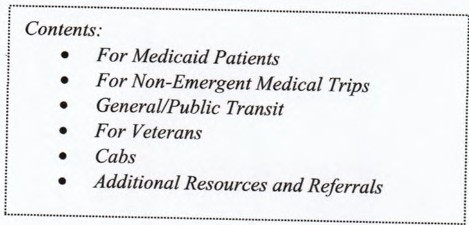 Contents:
• For Medicaid Patients
• For Non-Emergent Medical Trips
• General/Public Transit
• For Veterans
• Cabs
• Additional Resources and Referrals